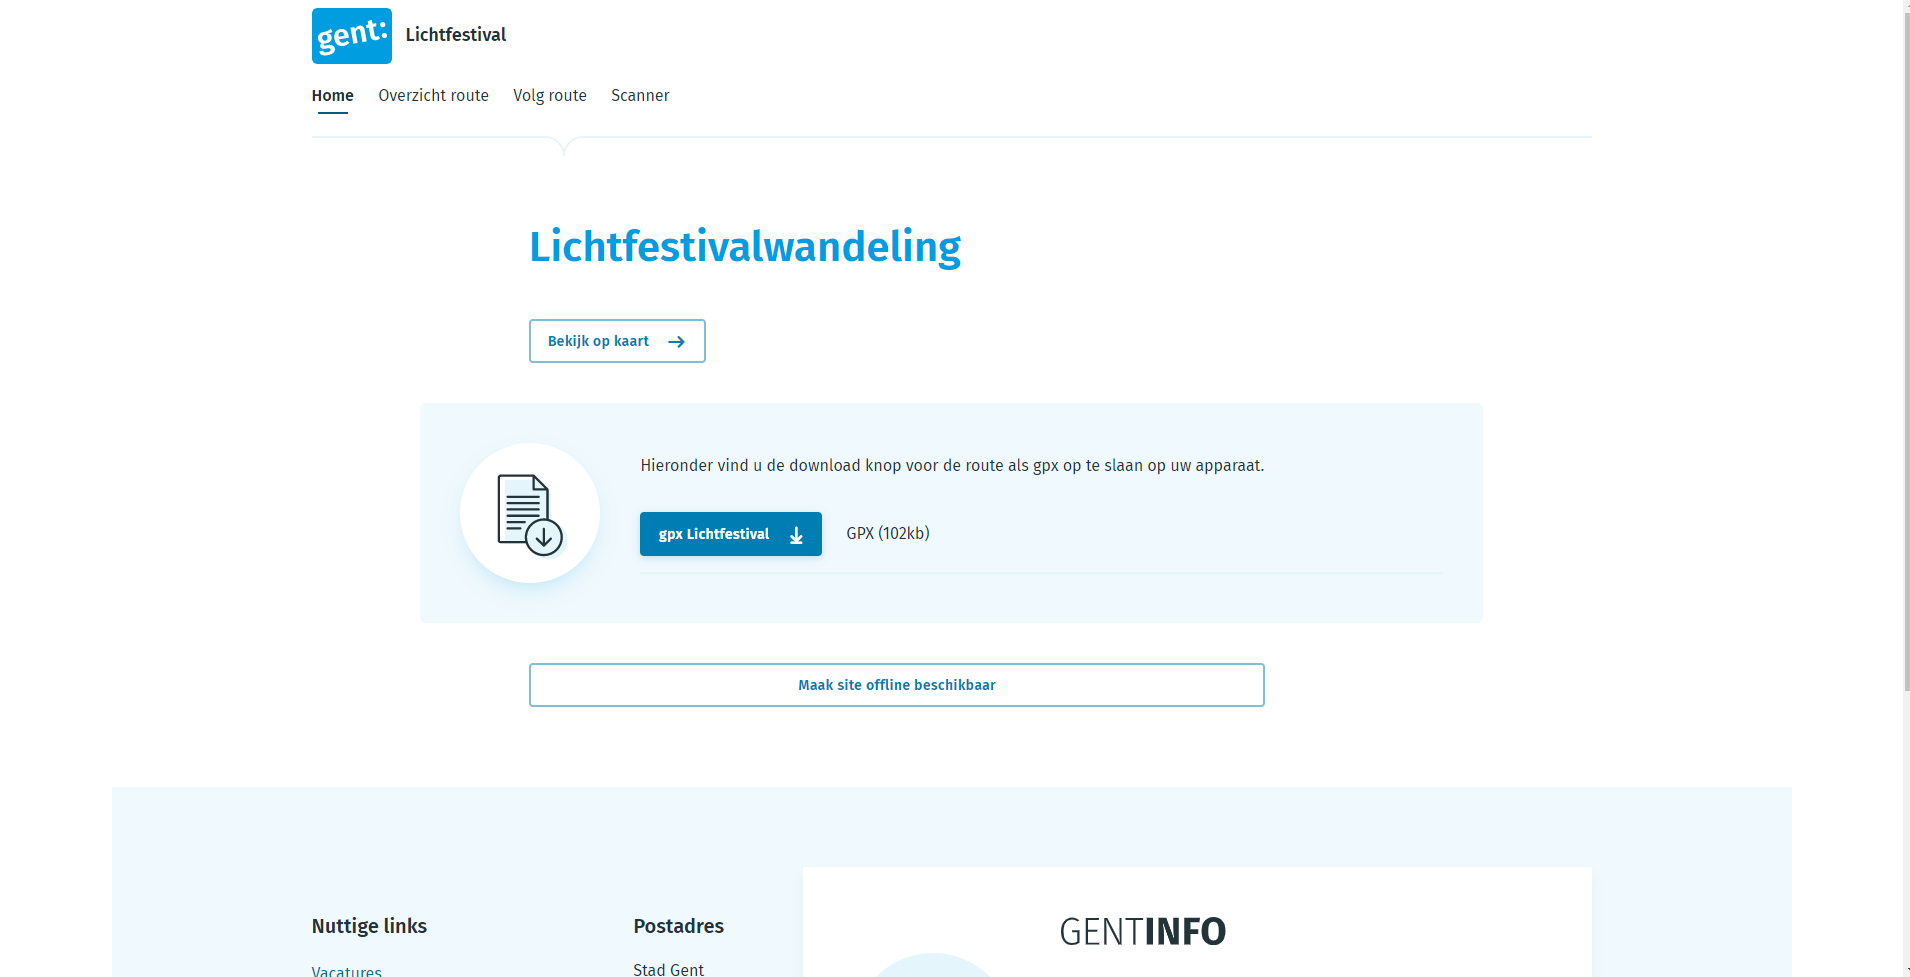 gent:
Lichtfestival
Home Overzicht route Volg route Scanner
Lichtfestivalwandeling
Bekijk op kaart
Hieronder vind u de download knop voor de route als gpx op te slaan op uw apparaat.
gpx Lichtfestival GPX (102kb)
Maak site offline beschikbaar
Nuttige links
Vacatures
Postadres
Stad Gent
GENTINFO